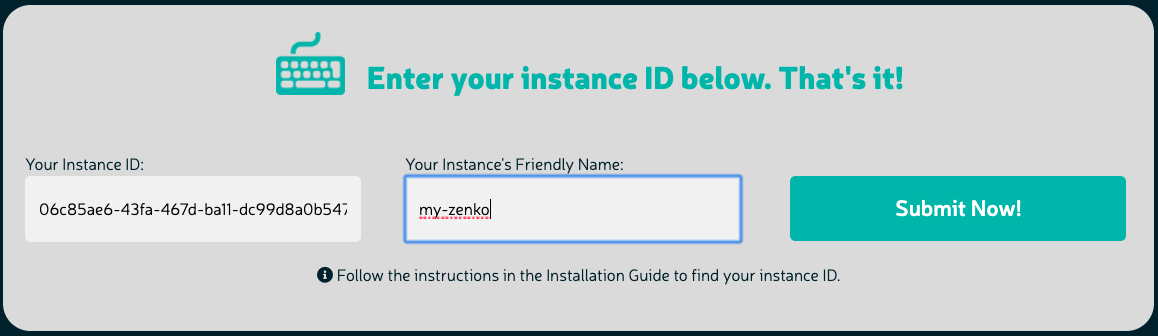 Enter your instance ID below. That's it!
Your Instance ID:
Your Instance's Friendly Name:
06c85ae6-43fa-467d-ba11-dc99d8a0b547
my-zenko
Submit Now!
Follow the instructions in the Installation Guide to find your instance ID.